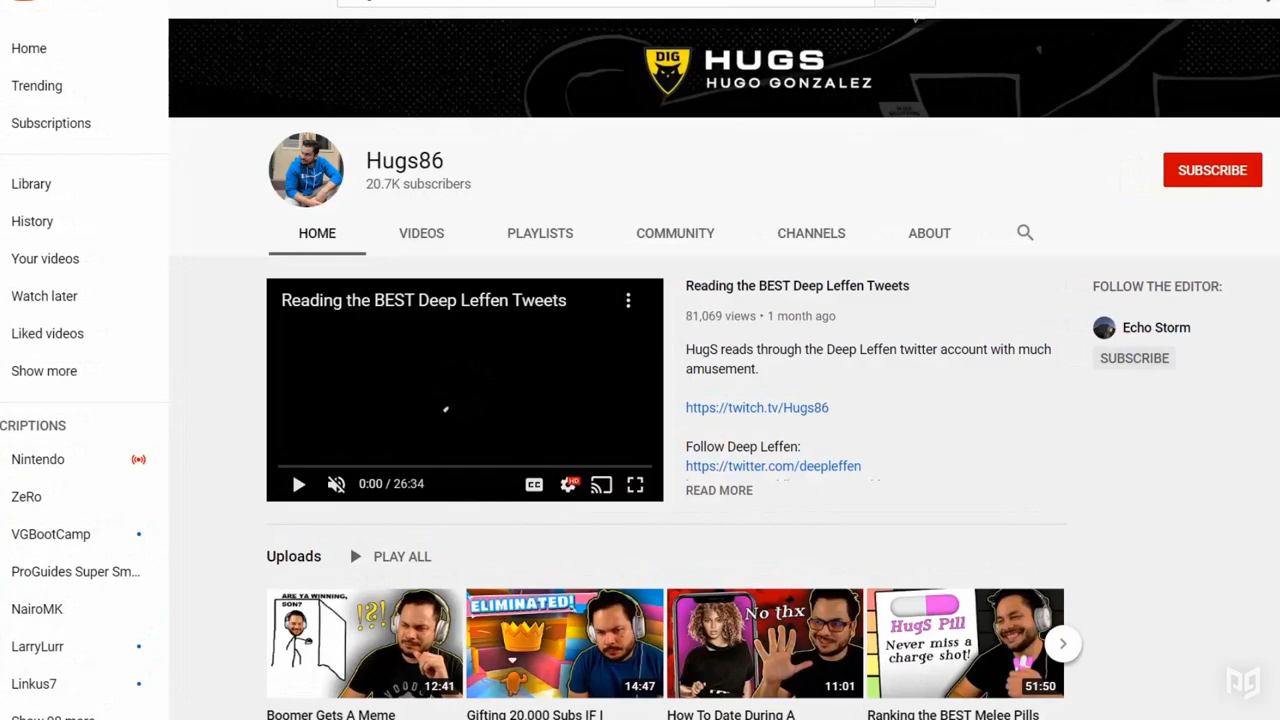 Home
Trending
Subscriptions
Library
History
Your videos
Watch later
Liked videos
Show more
CRIPTIONS
Nintendo
ZeRo
VGBootCamp
ProGuides Super Sm...
NairoMK
LarryLurr
Linkus7
DIG
HUGS
HUGO GONZALEZ
Hugs86
20.7K subscribers
SUBSCRIBE
HOME
VIDEOS
PLAYLISTS
COMMUNITY
CHANNELS
ABOUT
Reading the BEST Deep Leffen Tweets
0:00 / 26:34
CC
HD
Reading the BEST Deep Leffen Tweets
81,069 views • 1 month ago
HugS reads through the Deep Leffen twitter account with much
amusement.
https://twitch.tv/Hugs86
Follow Deep Leffen:
https://twitter.com/deepleffen
READ MORE
FOLLOW THE EDITOR:
Echo Storm
SUBSCRIBE
Uploads
PLAY ALL
ARE YA WINNING,
SON?
!?!
12:41
Boomer Gets A Meme
ELIMINATED!
14:47
Gifting 20,000 Subs IF I
No thx
11:01
How To Date During A
HugS Pill
Never miss a
charge shot!
51:50
Ranking the BEST Melee Pills
PG